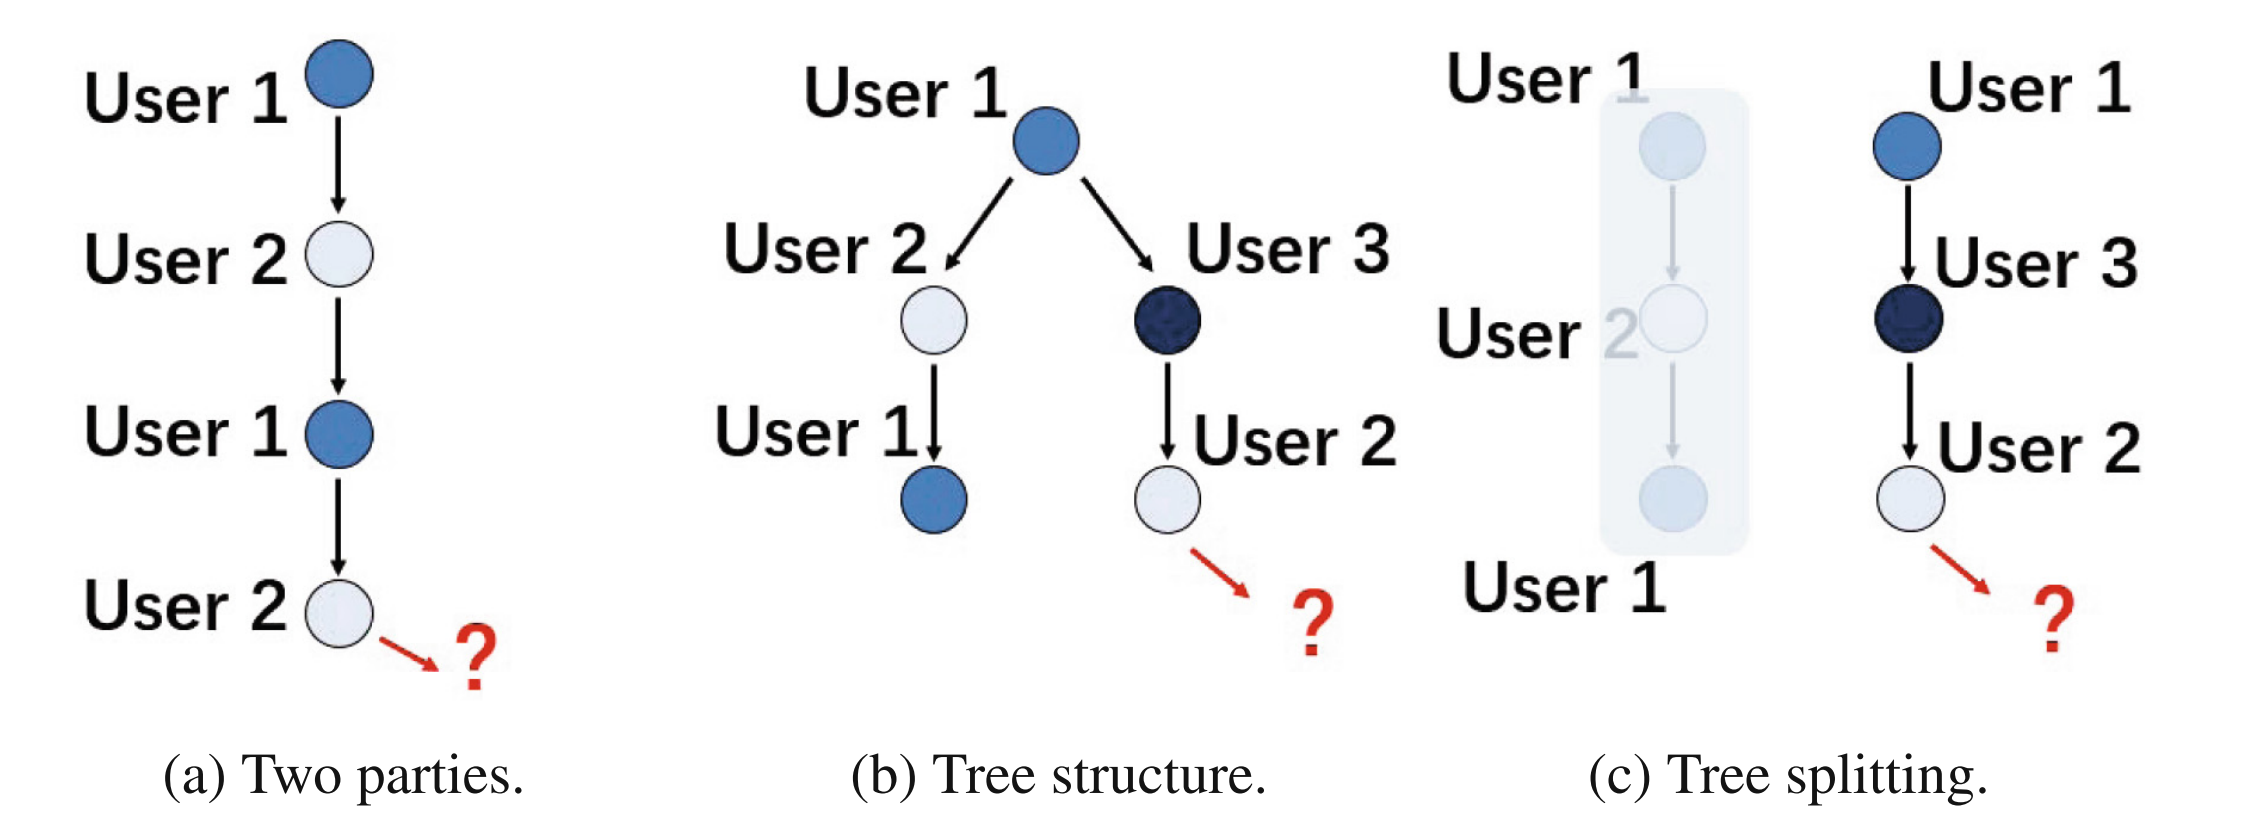 User 1
User 2
User 1
User 2
?
(a) Two parties.
User 1
User 2
User 3
User 1
User 2
?
(b) Tree structure.
User 1
User 2
User 1
User 1
User 3
User 2
?
(c) Tree splitting.